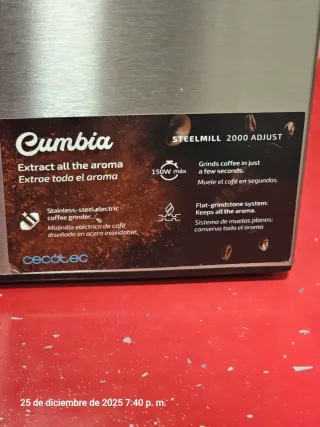 Cumbia
STEELMILL 2000 ADJUST
Extract all the aroma
Extrae todo el aroma
150W máx
Grinds coffee in just
a few seconds.
Muele el café en segundos.
Stainless-steel electric
coffee grinder.
Molinillo eléctrico de café
diseñado en acero inoxidable.
Flat-grindstone system:
Keeps all the aroma.
Sistema de muelas planas:
conserva todo el aroma.
cecotec
25 de diciembre de 2025 7:40 p. m.